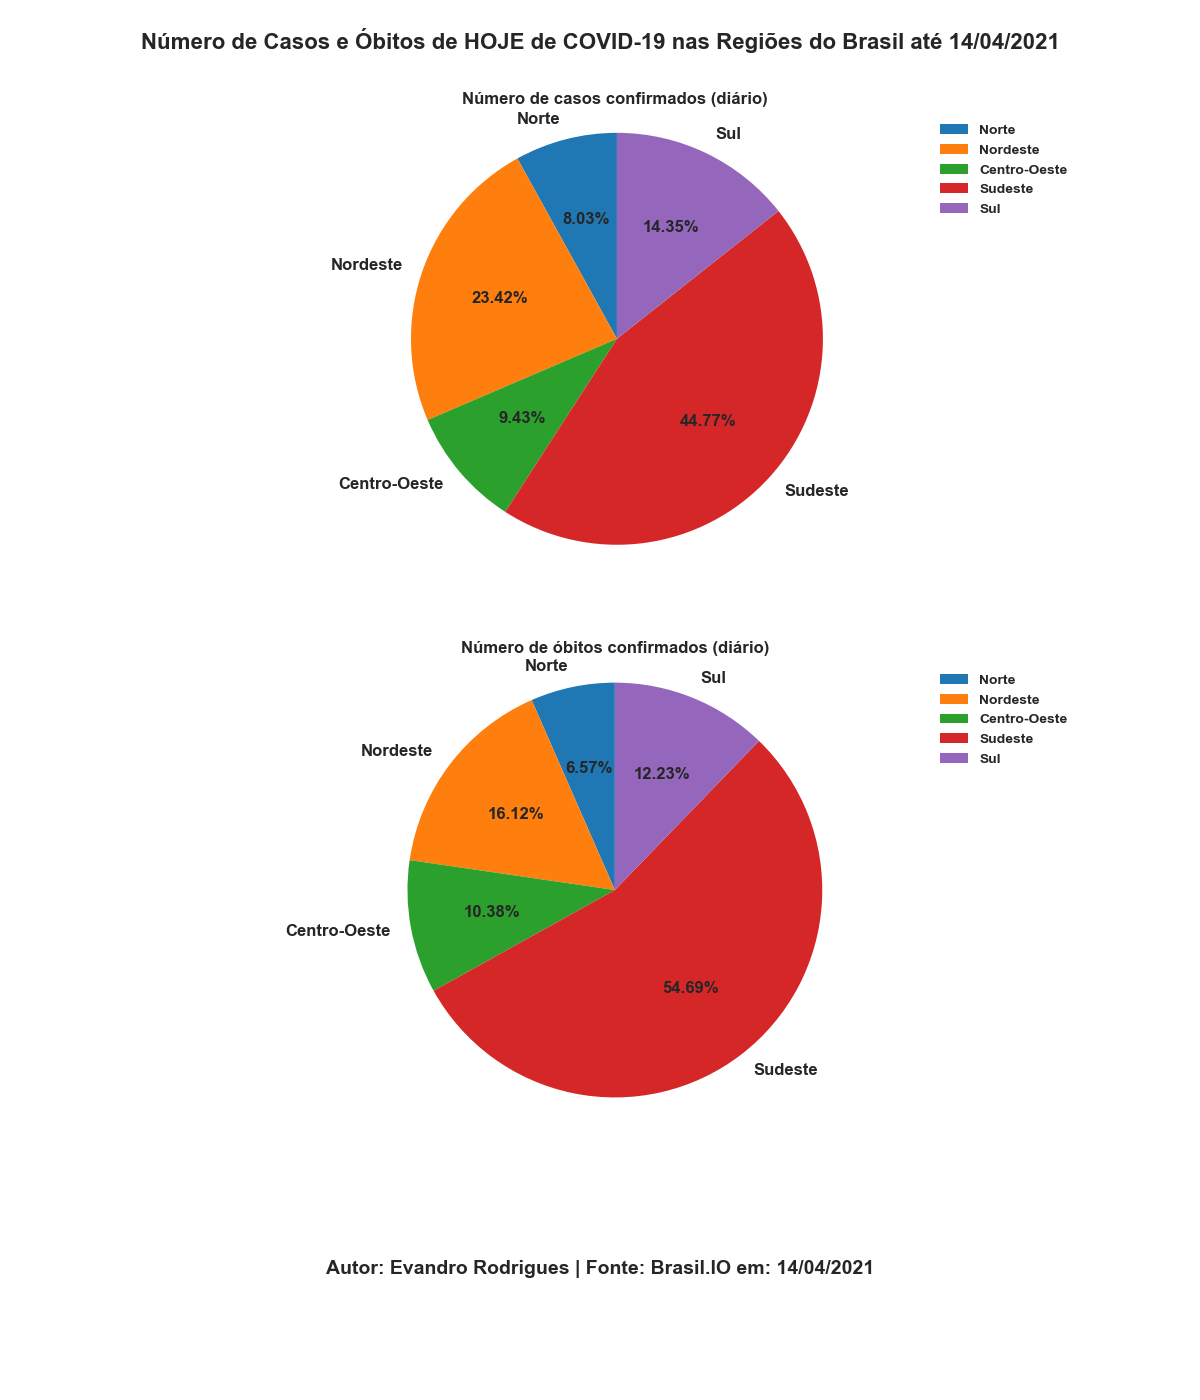 Número de Casos e Óbitos de HOJE de COVID-19 nas Regiões do Brasil até 14/04/2021
Número de casos confirmados (diário)
Norte
Sul
Nordeste
Centro-Oeste
Sudeste
8.03%
14.35%
23.42%
9.43%
44.77%
Norte
Nordeste
Centro-Oeste
Sudeste
Sul
Número de óbitos confirmados (diário)
Norte
Sul
Nordeste
Centro-Oeste
Sudeste
6.57%
12.23%
16.12%
10.38%
54.69%
Norte
Nordeste
Centro-Oeste
Sudeste
Sul
Autor: Evandro Rodrigues | Fonte: Brasil.IO em: 14/04/2021